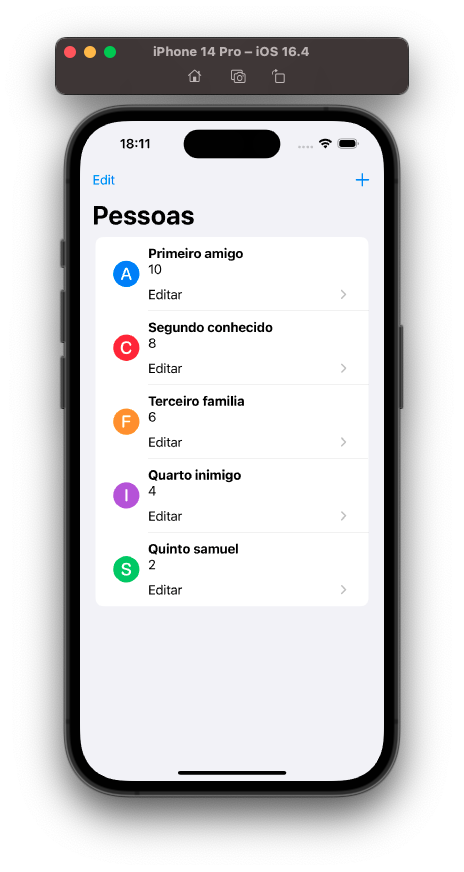 iPhone 14 Pro – iOS 16.4
18:11
Edit
+
Pessoas
Primeiro amigo
A
10
Editar
Segundo conhecido
C
8
Editar
Terceiro familia
F
6
Editar
Quarto inimigo
I
4
Editar
Quinto samuel
S
2
Editar